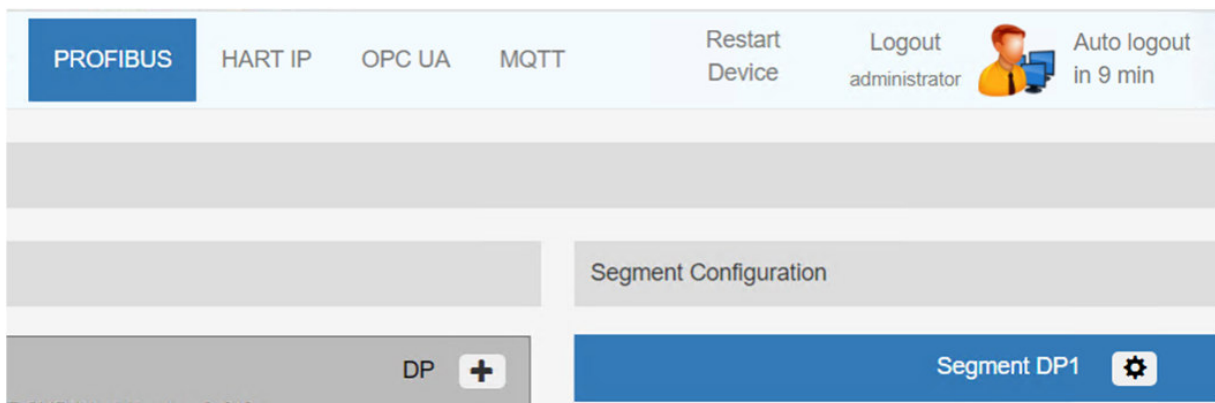 PROFIBUS HART IP OPC UA MQTT Restart Device Logout administrator Auto logout in 9 min
Segment Configuration
DP Segment DP1